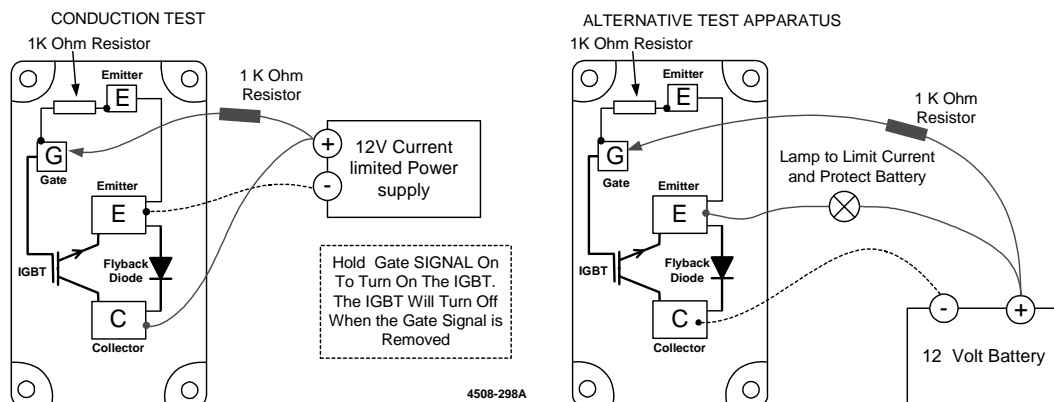 CONDUCTION TEST
1K Ohm Resistor
Emitter
E
1 K Ohm
Resistor
G
Gate
+
-
12V Current
limited Power
supply
Emitter
E
IGBT
Flyback
Diode
C
Collector
Hold Gate SIGNAL On
To Turn On The IGBT.
The IGBT Will Turn Off
When the Gate Signal is
Removed
4508-298A
ALTERNATIVE TEST APPARATUS
1K Ohm Resistor
Emitter
E
1 K Ohm
Resistor
G
Gate
Lamp to Limit Current
and Protect Battery
Emitter
E
IGBT
Flyback
Diode
C
Collector
-
+
12 Volt Battery